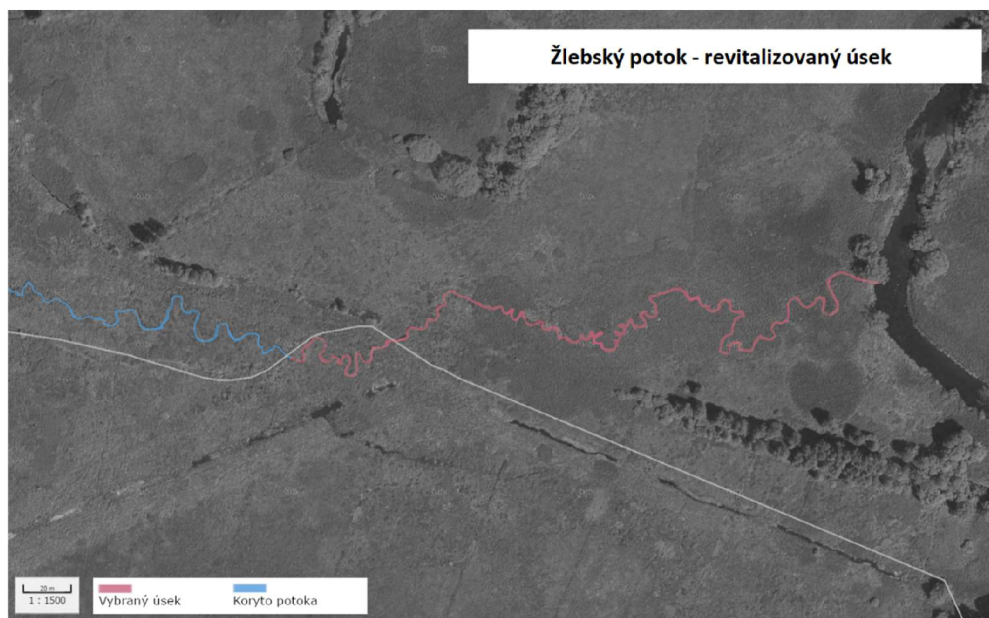 Žlebský potok - revitalizovaný úsek
20 m
1 : 1500
Vybraný úsek
Koryto potoka